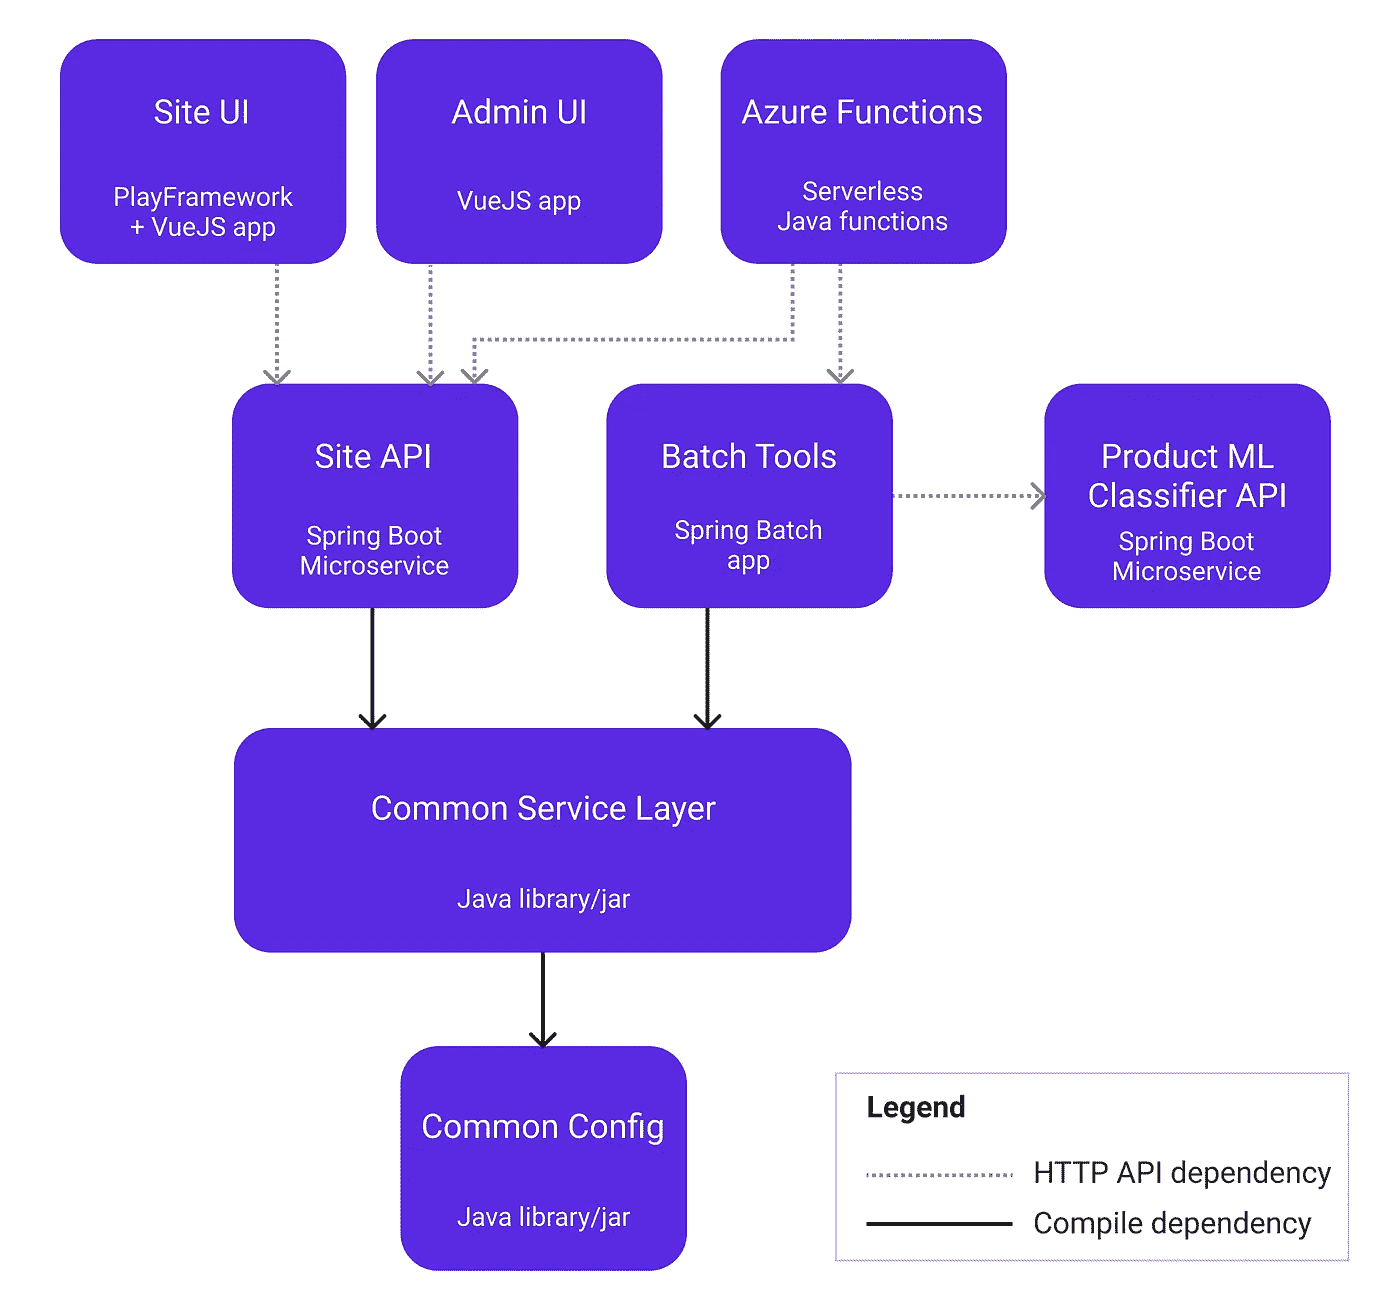 Site UI
PlayFramework
+ VueJS app
Admin UI
VueJS app
Azure Functions
Serverless
Java functions
Site API
Spring Boot
Microservice
Batch Tools
Spring Batch
app
Product ML
Classifier API
Spring Boot
Microservice
Common Service Layer
Java library/jar
Common Config
Java library/jar
Legend
HTTP API dependency
Compile dependency